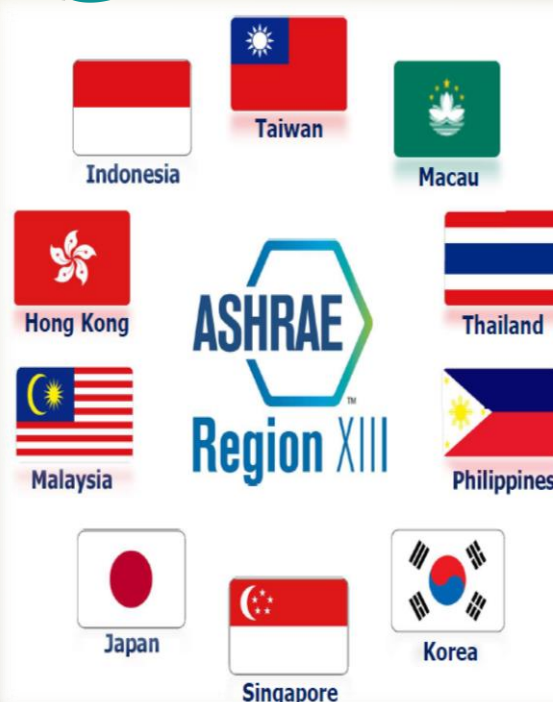 Taiwan
Indonesia
Macau
Hong Kong
ASHRAE
TM
Thailand
Region XIII
Malaysia
Philippines
Japan
Korea
Singapore